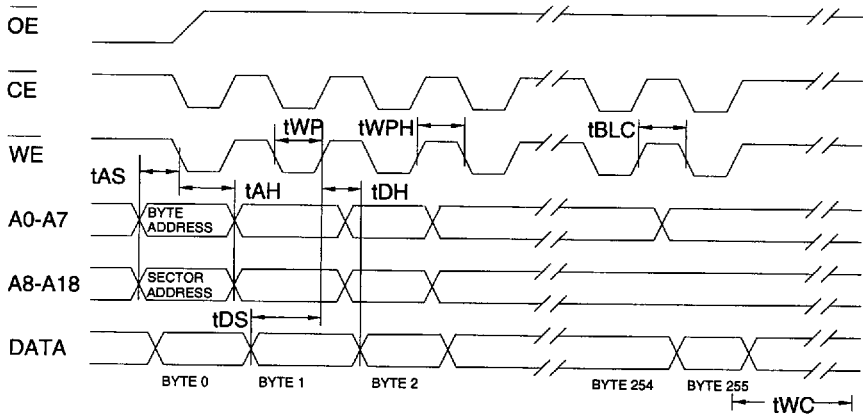 OE
CE
tWP
tWPH
tBLC
WE
tAS
tAH
tDH
A0-A7
BYTE
ADDRESS
A8-A18
SECTOR
ADDRESS
tDS
DATA
BYTE 0
BYTE 1
BYTE 2
BYTE 254
BYTE 255
tWC